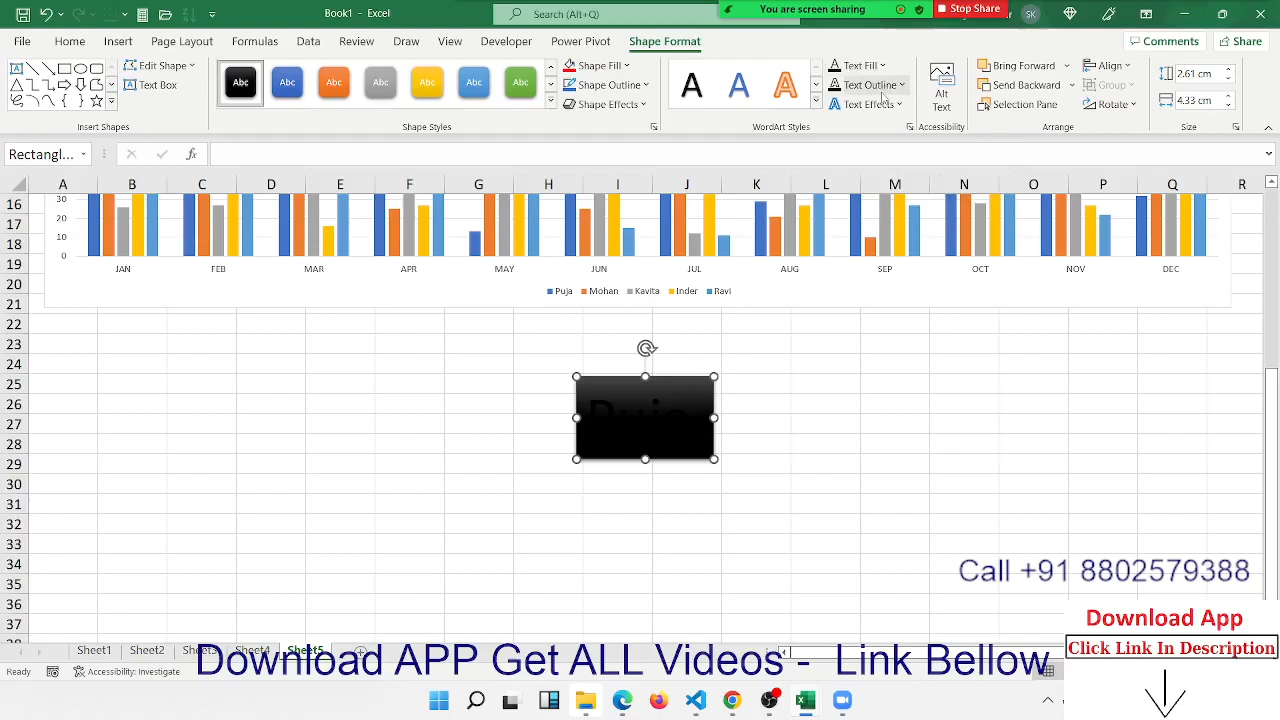 Book1 - Excel
Search (Alt+Q)
You are screen sharing
Stop Share
SK
File Home Insert Page Layout Formulas Data Review Draw View Developer Power Pivot Shape Format
Comments Share
Edit Shape
Text Box
Insert Shapes
Abc Abc Abc Abc Abc Abc Abc
Shape Fill
Shape Outline
Shape Effects
Shape Styles
A A A
Text Fill
Text Outline
Text Effects
WordArt Styles
Alt Text
Accessibility
Bring Forward
Send Backward
Selection Pane
Align
Group
Rotate
Arrange
4.33 cm
Size
Rectangl...
fx
A B C D E F G H I J K L M N O P Q R
16
17
18
19
20
21
22
23
24
25
26
27
28
29
30
31
32
33
34
35
36
37
30
20
10
0
JAN FEB MAR APR MAY JUN JUL AUG SEP OCT NOV DEC
Puja Mohan Kavita Inder Ravi
Puja
Call +91 8802579388
Download App
Click Link In Description
Sheet1 Sheet2 Sheet3 Sheet4 Sheet5
Download APP Get ALL Videos - Link Bellow
Ready
Accessibility: Investigate